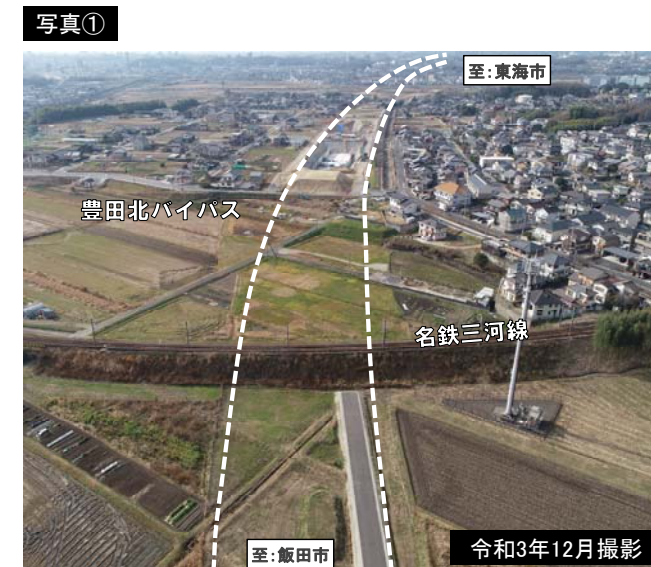 写真①
至:東海市
豊田北バイパス
名鉄三河線
至:飯田市
令和3年12月撮影